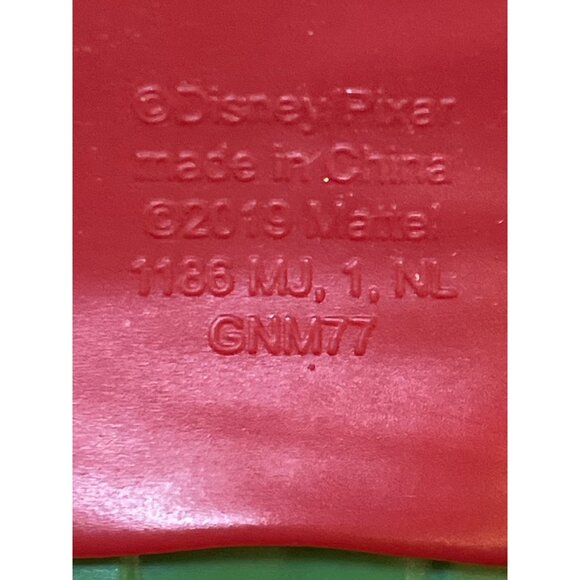 ©Disney/Pixar
made in China
©2019 Mattel
1186 MJ, 1, NL
GNM77